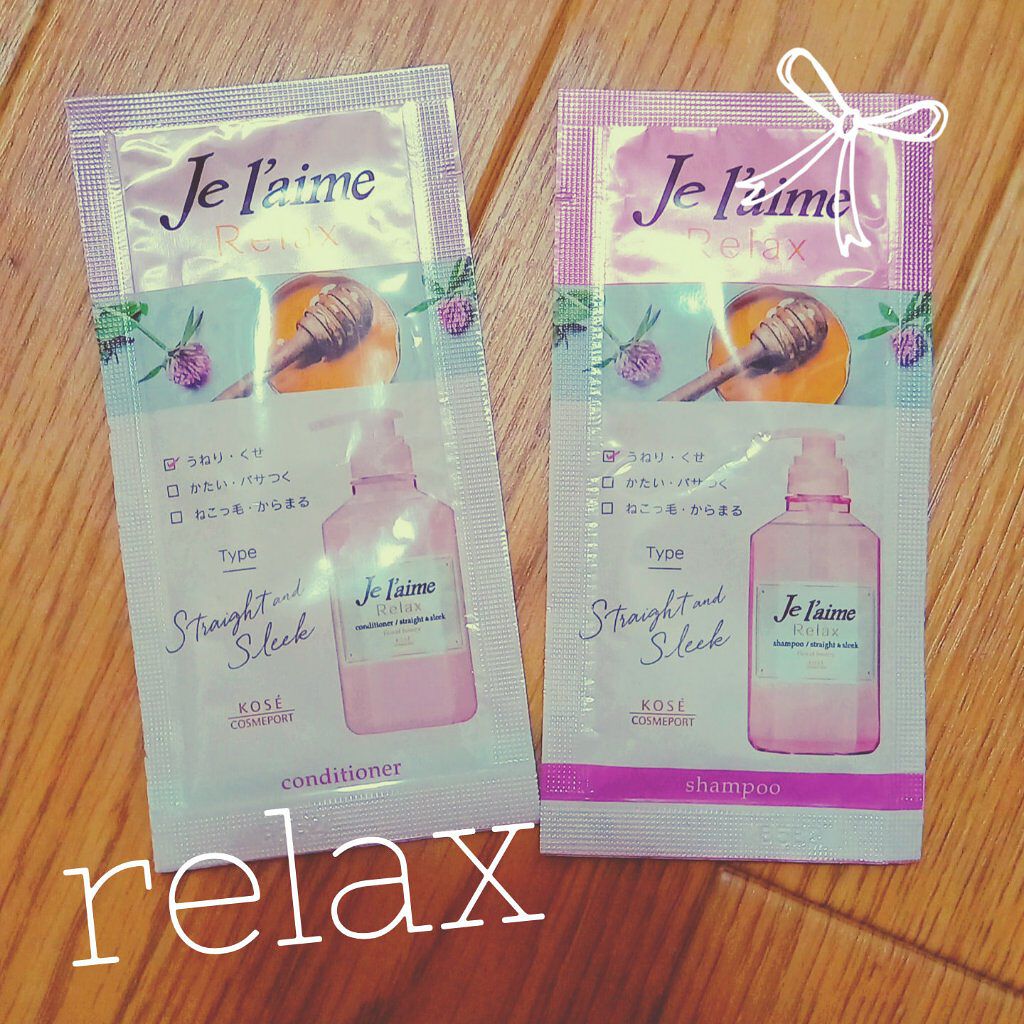 Je l'aime
Relax
うねり・くせ
かたい・パサつく
ねこっ毛・からまる
Type
Straight and
Sleek
KOSÉ
COSMEPORT
Je l'aime
Relax
conditioner / straight & sleek
conditioner
Je l'aime
Relax
うねり・くせ
かたい・パサつく
ねこっ毛・からまる
Type
Straight and
Sleek
KOSÉ
COSMEPORT
Je l'aime
Relax
shampoo / straight & sleek
shampoo
relax